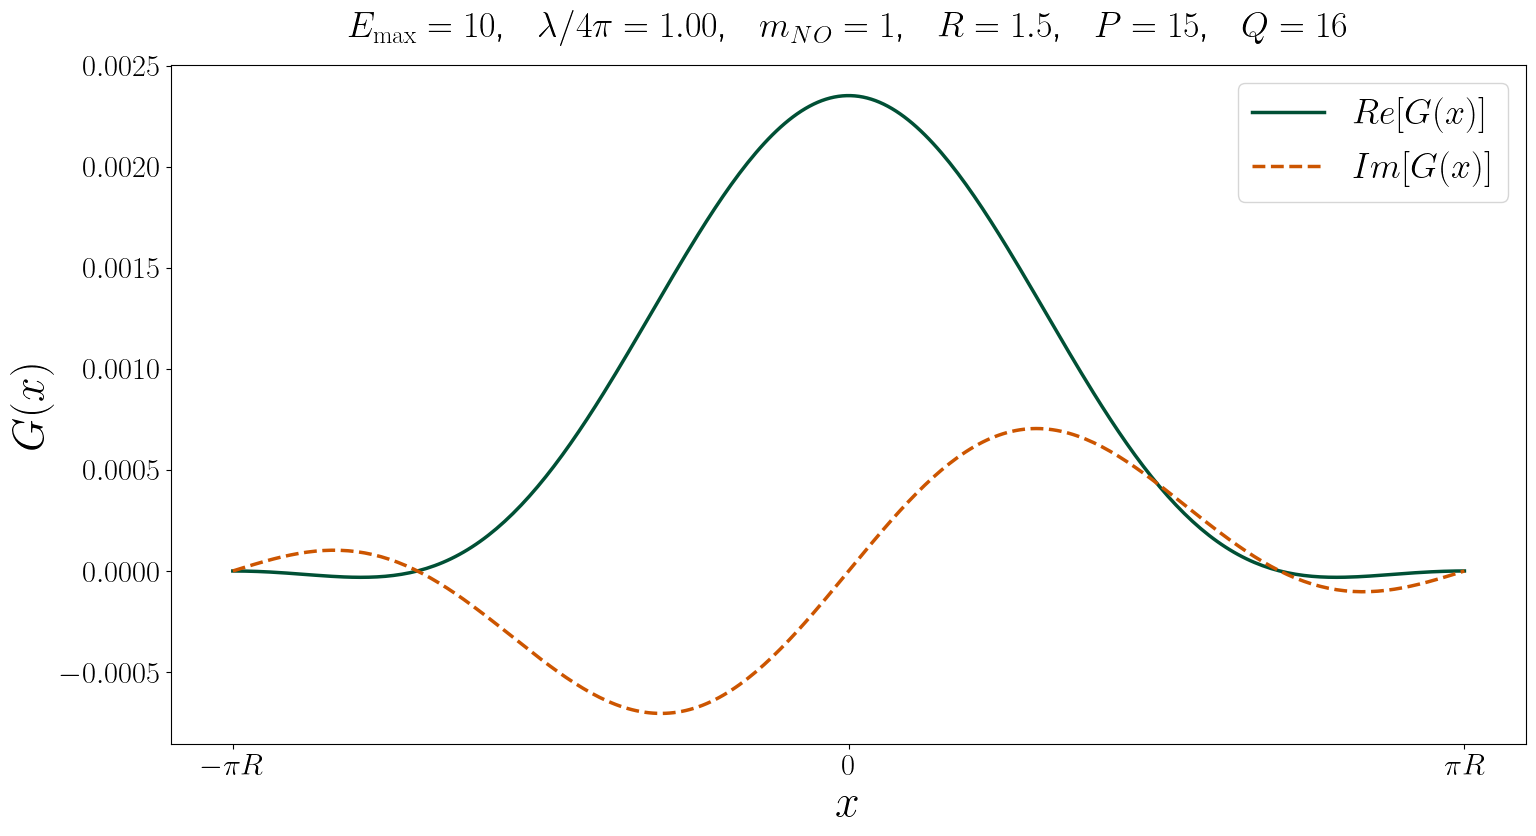 E_max = 10,   λ/4π = 1.00,   m_NO = 1,   R = 1.5,   P = 15,   Q = 16
G(x)
0.0025
0.0020
0.0015
0.0010
0.0005
0.0000
−0.0005
Re[G(x)]
Im[G(x)]
−πR
0
πR
x